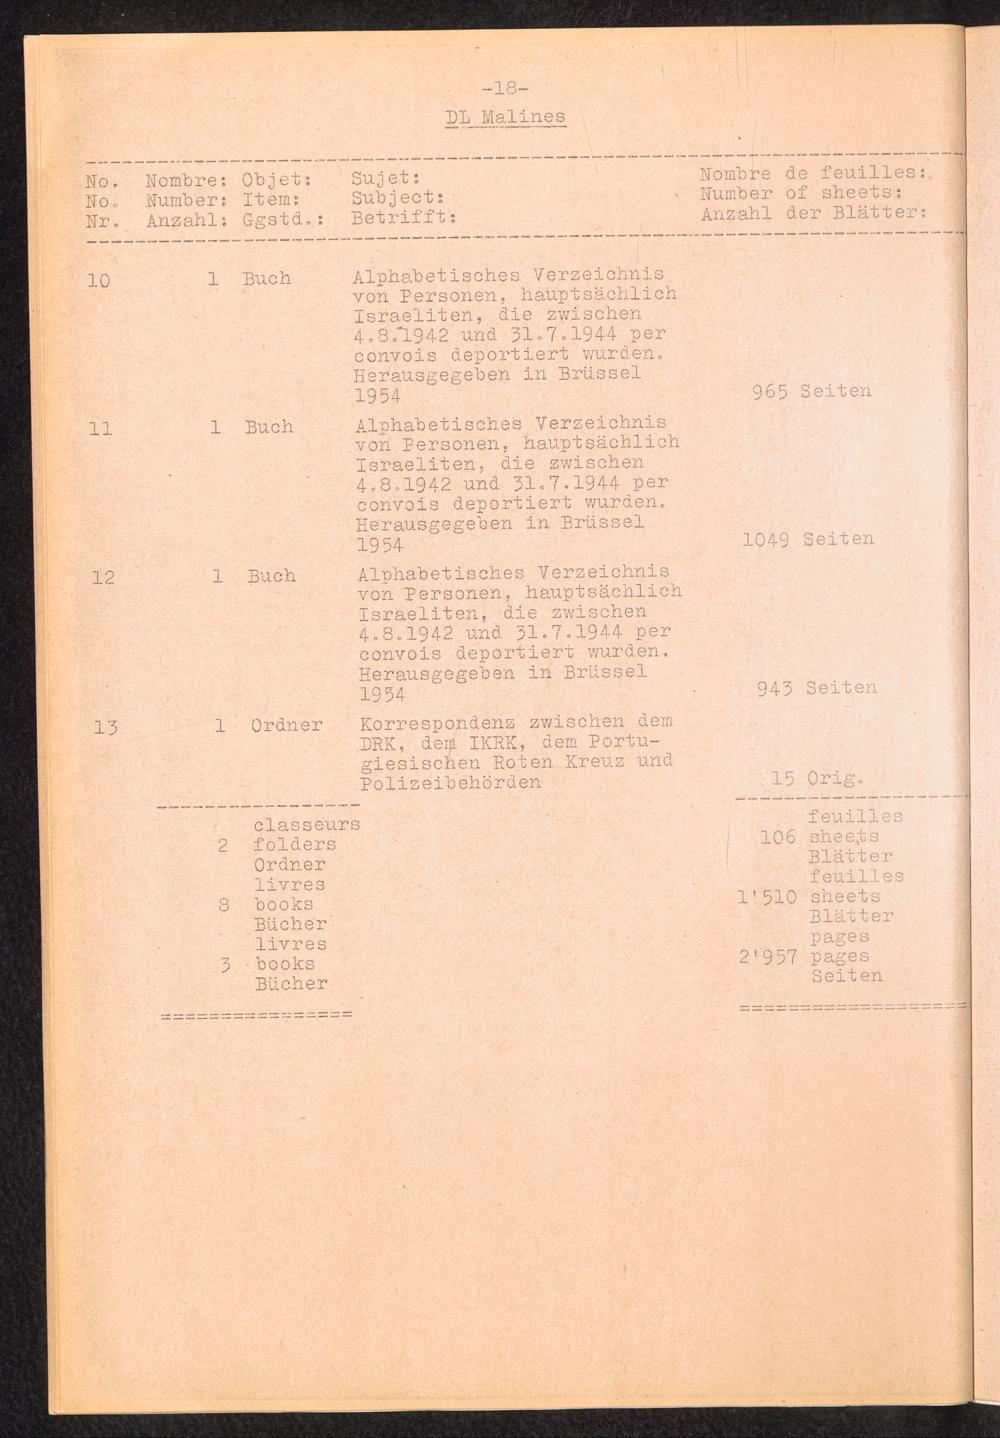 -18-
DL Malines
No. Nombre: Objet: Sujet: Nombre de feuilles:
No. Number: Item: Subject: Number of sheets:
Nr. Anzahl: Ggstd.: Betrifft: Anzahl der Blätter:
10 1 Buch Alphabetisches Verzeichnis
von Personen, hauptsächlich
Israeliten, die zwischen
4.8.1942 und 31.7.1944 per
convois deportiert wurden.
Herausgegeben in Brüssel
1954 965 Seiten
11 1 Buch Alphabetisches Verzeichnis
von Personen, hauptsächlich
Israeliten, die zwischen
4.8.1942 und 31.7.1944 per
convois deportiert wurden.
Herausgegeben in Brüssel
1954 1049 Seiten
12 1 Buch Alphabetisches Verzeichnis
von Personen, hauptsächlich
Israeliten, die zwischen
4.8.1942 und 31.7.1944 per
convois deportiert wurden.
Herausgegeben in Brüssel
1954 943 Seiten
13 1 Ordner Korrespondenz zwischen dem
DRK, dem IKRK, dem Portu-
giesischen Roten Kreuz und
Polizeibehörden 15 Orig.
classeurs feuilles
2 folders 106 sheets
Ordner Blätter
livres feuilles
8 books 1'510 sheets
Bücher Blätter
livres pages
3 books 2'957 pages
Bücher Seiten